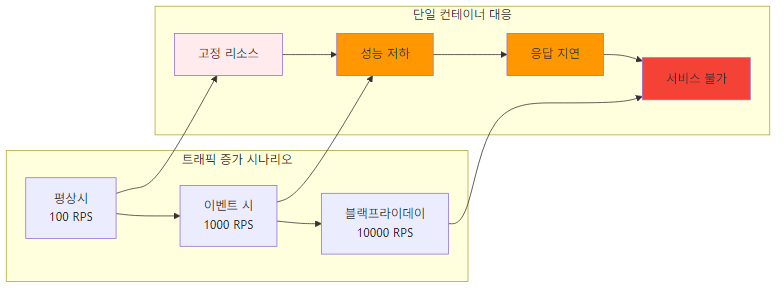 단일 컨테이너 대응
고정 리소스
성능 저하
응답 지연
서비스 불가
트래픽 증가 시나리오
평상시
100 RPS
이벤트 시
1000 RPS
블랙프라이데이
10000 RPS